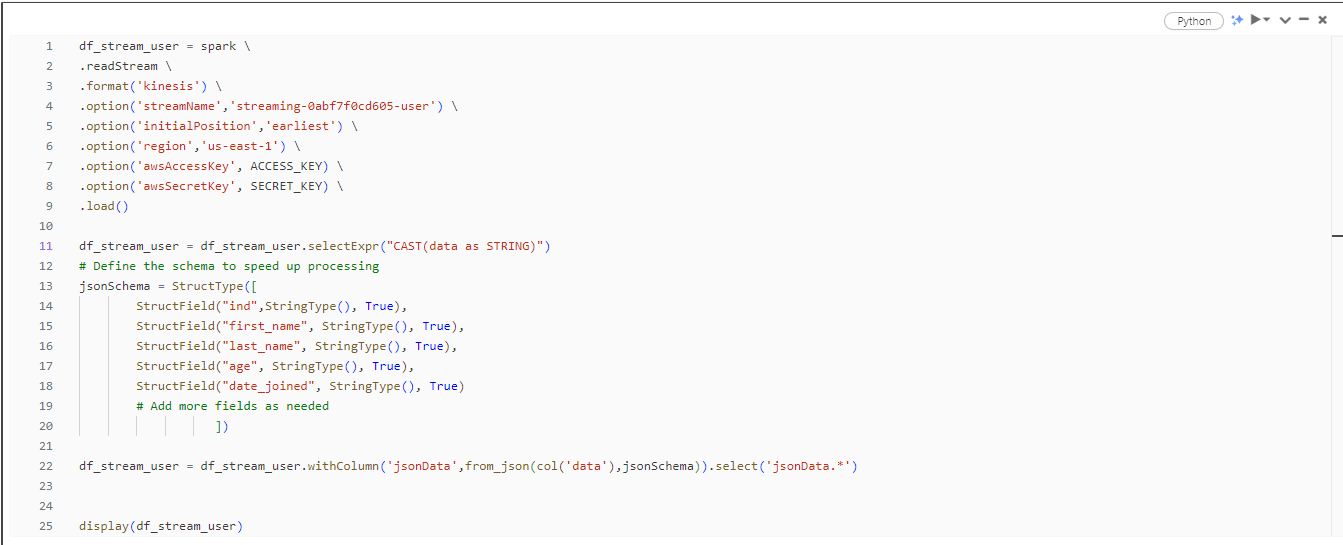 Python
1 df_stream_user = spark \
2 .readStream \
3 .format('kinesis') \
4 .option('streamName','streaming-0abf7f0cd605-user') \
5 .option('initialPosition','earliest') \
6 .option('region','us-east-1') \
7 .option('awsAccessKey', ACCESS_KEY) \
8 .option('awsSecretKey', SECRET_KEY) \
9 .load()
10
11 df_stream_user = df_stream_user.selectExpr("CAST(data as STRING)")
12 # Define the schema to speed up processing
13 jsonSchema = StructType([
14         StructField("ind",StringType(), True),
15         StructField("first_name", StringType(), True),
16         StructField("last_name", StringType(), True),
17         StructField("age", StringType(), True),
18         StructField("date_joined", StringType(), True)
19         # Add more fields as needed
20                    ])
21
22 df_stream_user = df_stream_user.withColumn('jsonData',from_json(col('data'),jsonSchema)).select('jsonData.*')
23
24
25 display(df_stream_user)